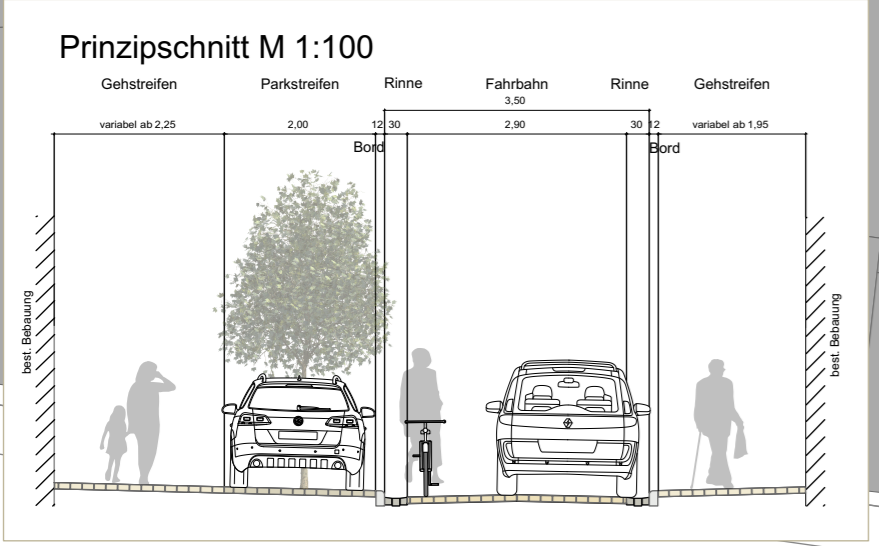 Prinzipschnitt M 1:100
Gehstreifen Parkstreifen Rinne Fahrbahn Rinne Gehstreifen
3,50
variabel ab 2,25 2,00 12 30 2,90 30 12 variabel ab 1,95
Bord Bord
best. Bebauung
best. Bebauung